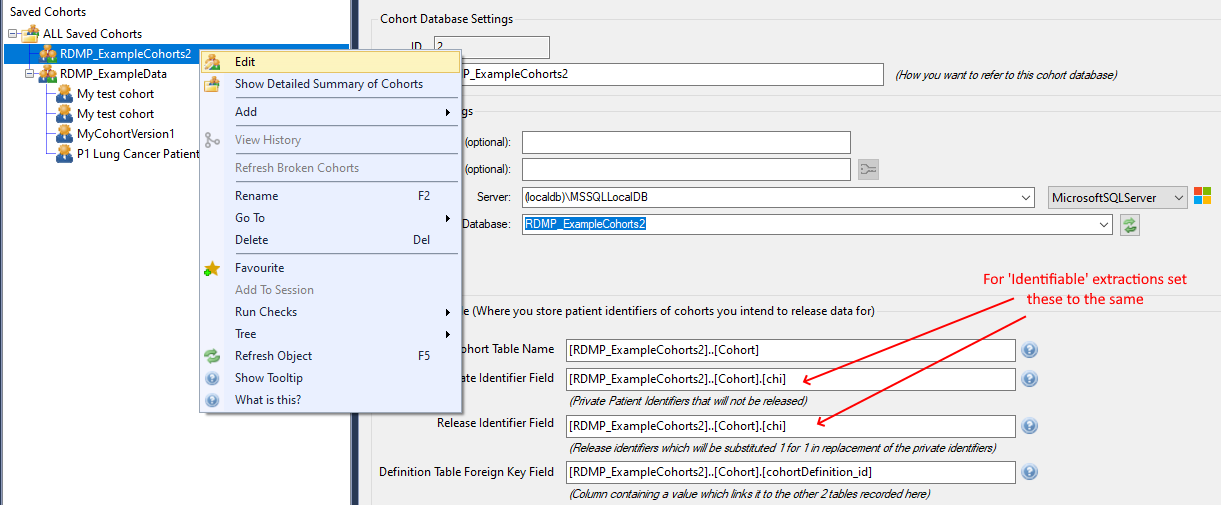 Saved Cohorts
ALL Saved Cohorts
RDMP_ExampleCohorts2
RDMP_ExampleData
My test cohort
My test cohort
MyCohortVersion1
P1 Lung Cancer Patient
Edit
Show Detailed Summary of Cohorts
Add
View History
Refresh Broken Cohorts
Rename F2
Go To
Delete Del
Favourite
Add To Session
Run Checks
Tree
Refresh Object F5
Show Tooltip
What is this?
Cohort Database Settings
ID 2
P_ExampleCohorts2 (How you want to refer to this cohort database)
gs
(optional):
(optional):
Server: (localdb)\MSSQLLocalDB MicrosoftSQLServer
Database: RDMP_ExampleCohorts2
For 'Identifiable' extractions set
these to the same
le (Where you store patient identifiers of cohorts you intend to release data for)
ohort Table Name [RDMP_ExampleCohorts2]..[Cohort]
ate Identifier Field [RDMP_ExampleCohorts2]..[Cohort].[chi]
(Private Patient Identifiers that will not be released)
Release Identifier Field [RDMP_ExampleCohorts2]..[Cohort].[chi]
(Release identifiers which will be substituted 1 for 1 in replacement of the private identifiers)
Definition Table Foreign Key Field [RDMP_ExampleCohorts2]..[Cohort].[cohortDefinition_id]
(Column containing a value which links it to the other 2 tables recorded here)